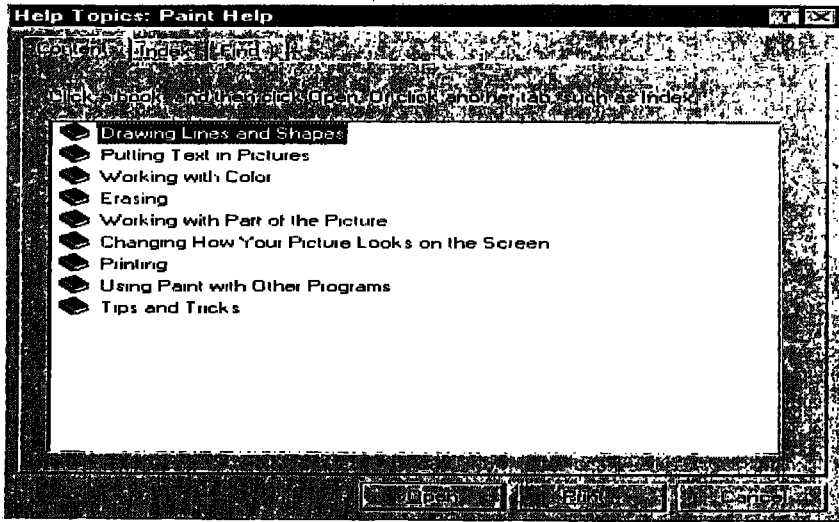 Help Topics: Paint Help
Contents Index Find
Click a book, and then click Open. Or click another tab, such as Index.
Drawing Lines and Shapes
Putting Text in Pictures
Working with Color
Erasing
Working with Part of the Picture
Changing How Your Picture Looks on the Screen
Printing
Using Paint with Other Programs
Tips and Tricks
Open Print Cancel